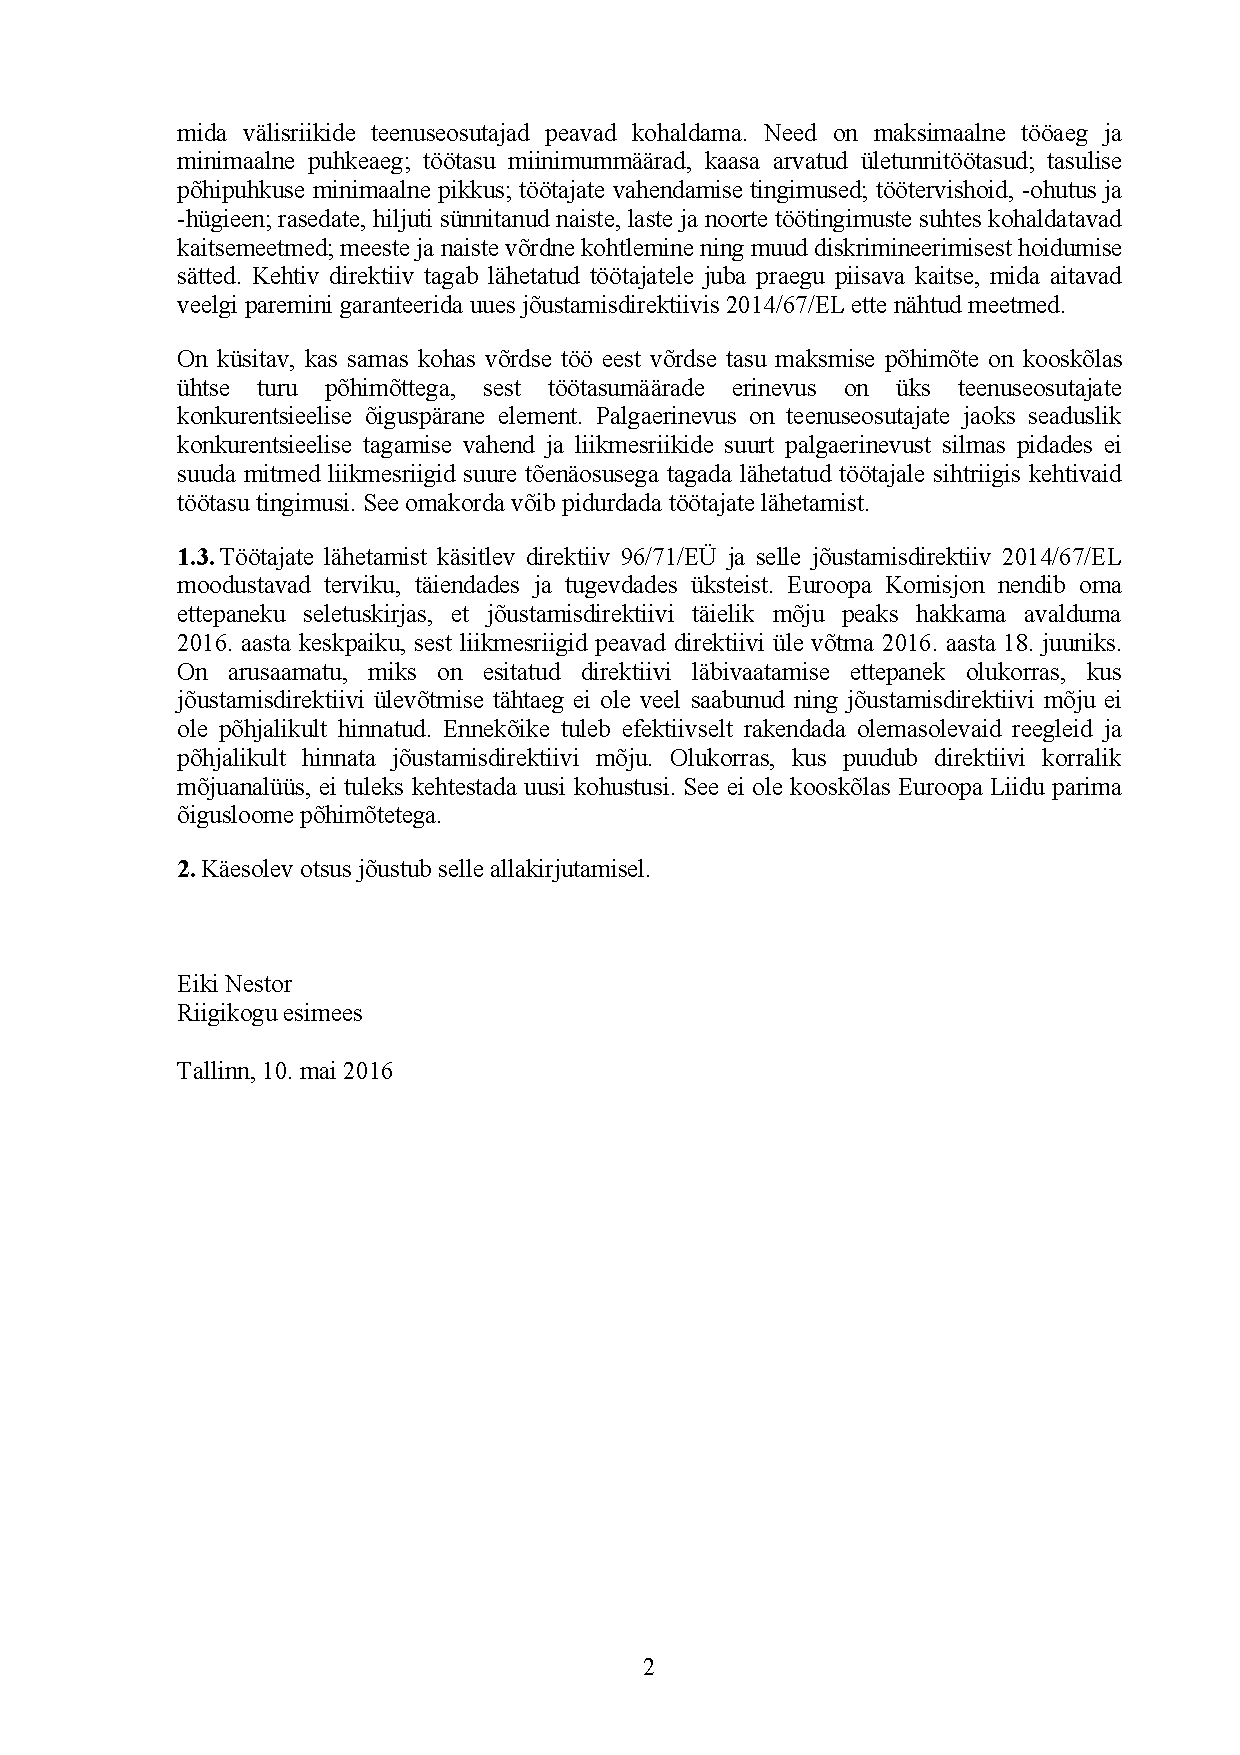 mida välisriikide teenuseosutajad peavad kohaldama. Need on maksimaalne tööaeg ja
minimaalne puhkeaeg; töötasu miinimummäärad, kaasa arvatud ületunnitöötasud; tasulise
põhipuhkuse minimaalne pikkus; töötajate vahendamise tingimused; töötervishoid, -ohutus ja
-hügieen; rasedate, hiljuti sünnitanud naiste, laste ja noorte töötingimuste suhtes kohaldatavad
kaitsemeetmed; meeste ja naiste võrdne kohtlemine ning muud diskrimineerimisest hoidumise
sätted. Kehtiv direktiiv tagab lähetatud töötajatele juba praegu piisava kaitse, mida aitavad
veelgi paremini garanteerida uues jõustamisdirektiivis 2014/67/EL ette nähtud meetmed.
On küsitav, kas samas kohas võrdse töö eest võrdse tasu maksmise põhimõte on kooskõlas
ühtse turu põhimõttega, sest töötasumäärade erinevus on üks teenuseosutajate
konkurentsieelise õiguspärane element. Palgaerinevus on teenuseosutajate jaoks seaduslik
konkurentsieelise tagamise vahend ja liikmesriikide suurt palgaerinevust silmas pidades ei
suuda mitmed liikmesriigid suure tõenäosusega tagada lähetatud töötajale sihtriigis kehtivaid
töötasu tingimusi. See omakorda võib pidurdada töötajate lähetamist.
1.3. Töötajate lähetamist käsitlev direktiiv 96/71/EÜ ja selle jõustamisdirektiiv 2014/67/EL
moodustavad terviku, täiendades ja tugevdades üksteist. Euroopa Komisjon nendib oma
ettepaneku seletuskirjas, et jõustamisdirektiivi täielik mõju peaks hakkama avalduma
2016. aasta keskpaiku, sest liikmesriigid peavad direktiivi üle võtma 2016. aasta 18. juuniks.
On arusaamatu, miks on esitatud direktiivi läbivaatamise ettepanek olukorras, kus
jõustamisdirektiivi ülevõtmise tähtaeg ei ole veel saabunud ning jõustamisdirektiivi mõju ei
ole põhjalikult hinnatud. Ennekõike tuleb efektiivselt rakendada olemasolevaid reegleid ja
põhjalikult hinnata jõustamisdirektiivi mõju. Olukorras, kus puudub direktiivi korralik
mõjuanalüüs, ei tuleks kehtestada uusi kohustusi. See ei ole kooskõlas Euroopa Liidu parima
õigusloome põhimõtetega.
2. Käesolev otsus jõustub selle allakirjutamisel.
Eiki Nestor
Riigikogu esimees
Tallinn, 10. mai 2016
2